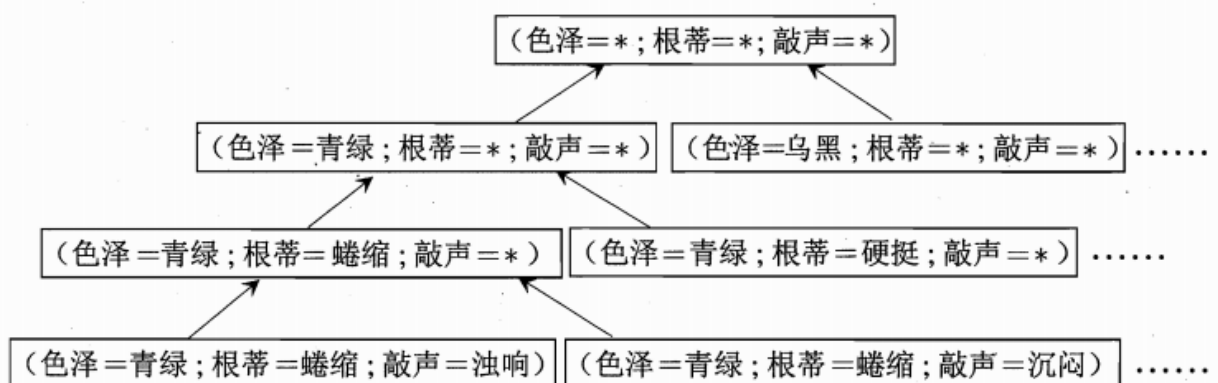 (色泽=*;根蒂=*;敲声=*)
(色泽=青绿;根蒂=*;敲声=*) (色泽=乌黑;根蒂=*;敲声=*) ······
(色泽=青绿;根蒂=蜷缩;敲声=*) (色泽=青绿;根蒂=硬挺;敲声=*) ······
(色泽=青绿;根蒂=蜷缩;敲声=浊响) (色泽=青绿;根蒂=蜷缩;敲声=沉闷) ······